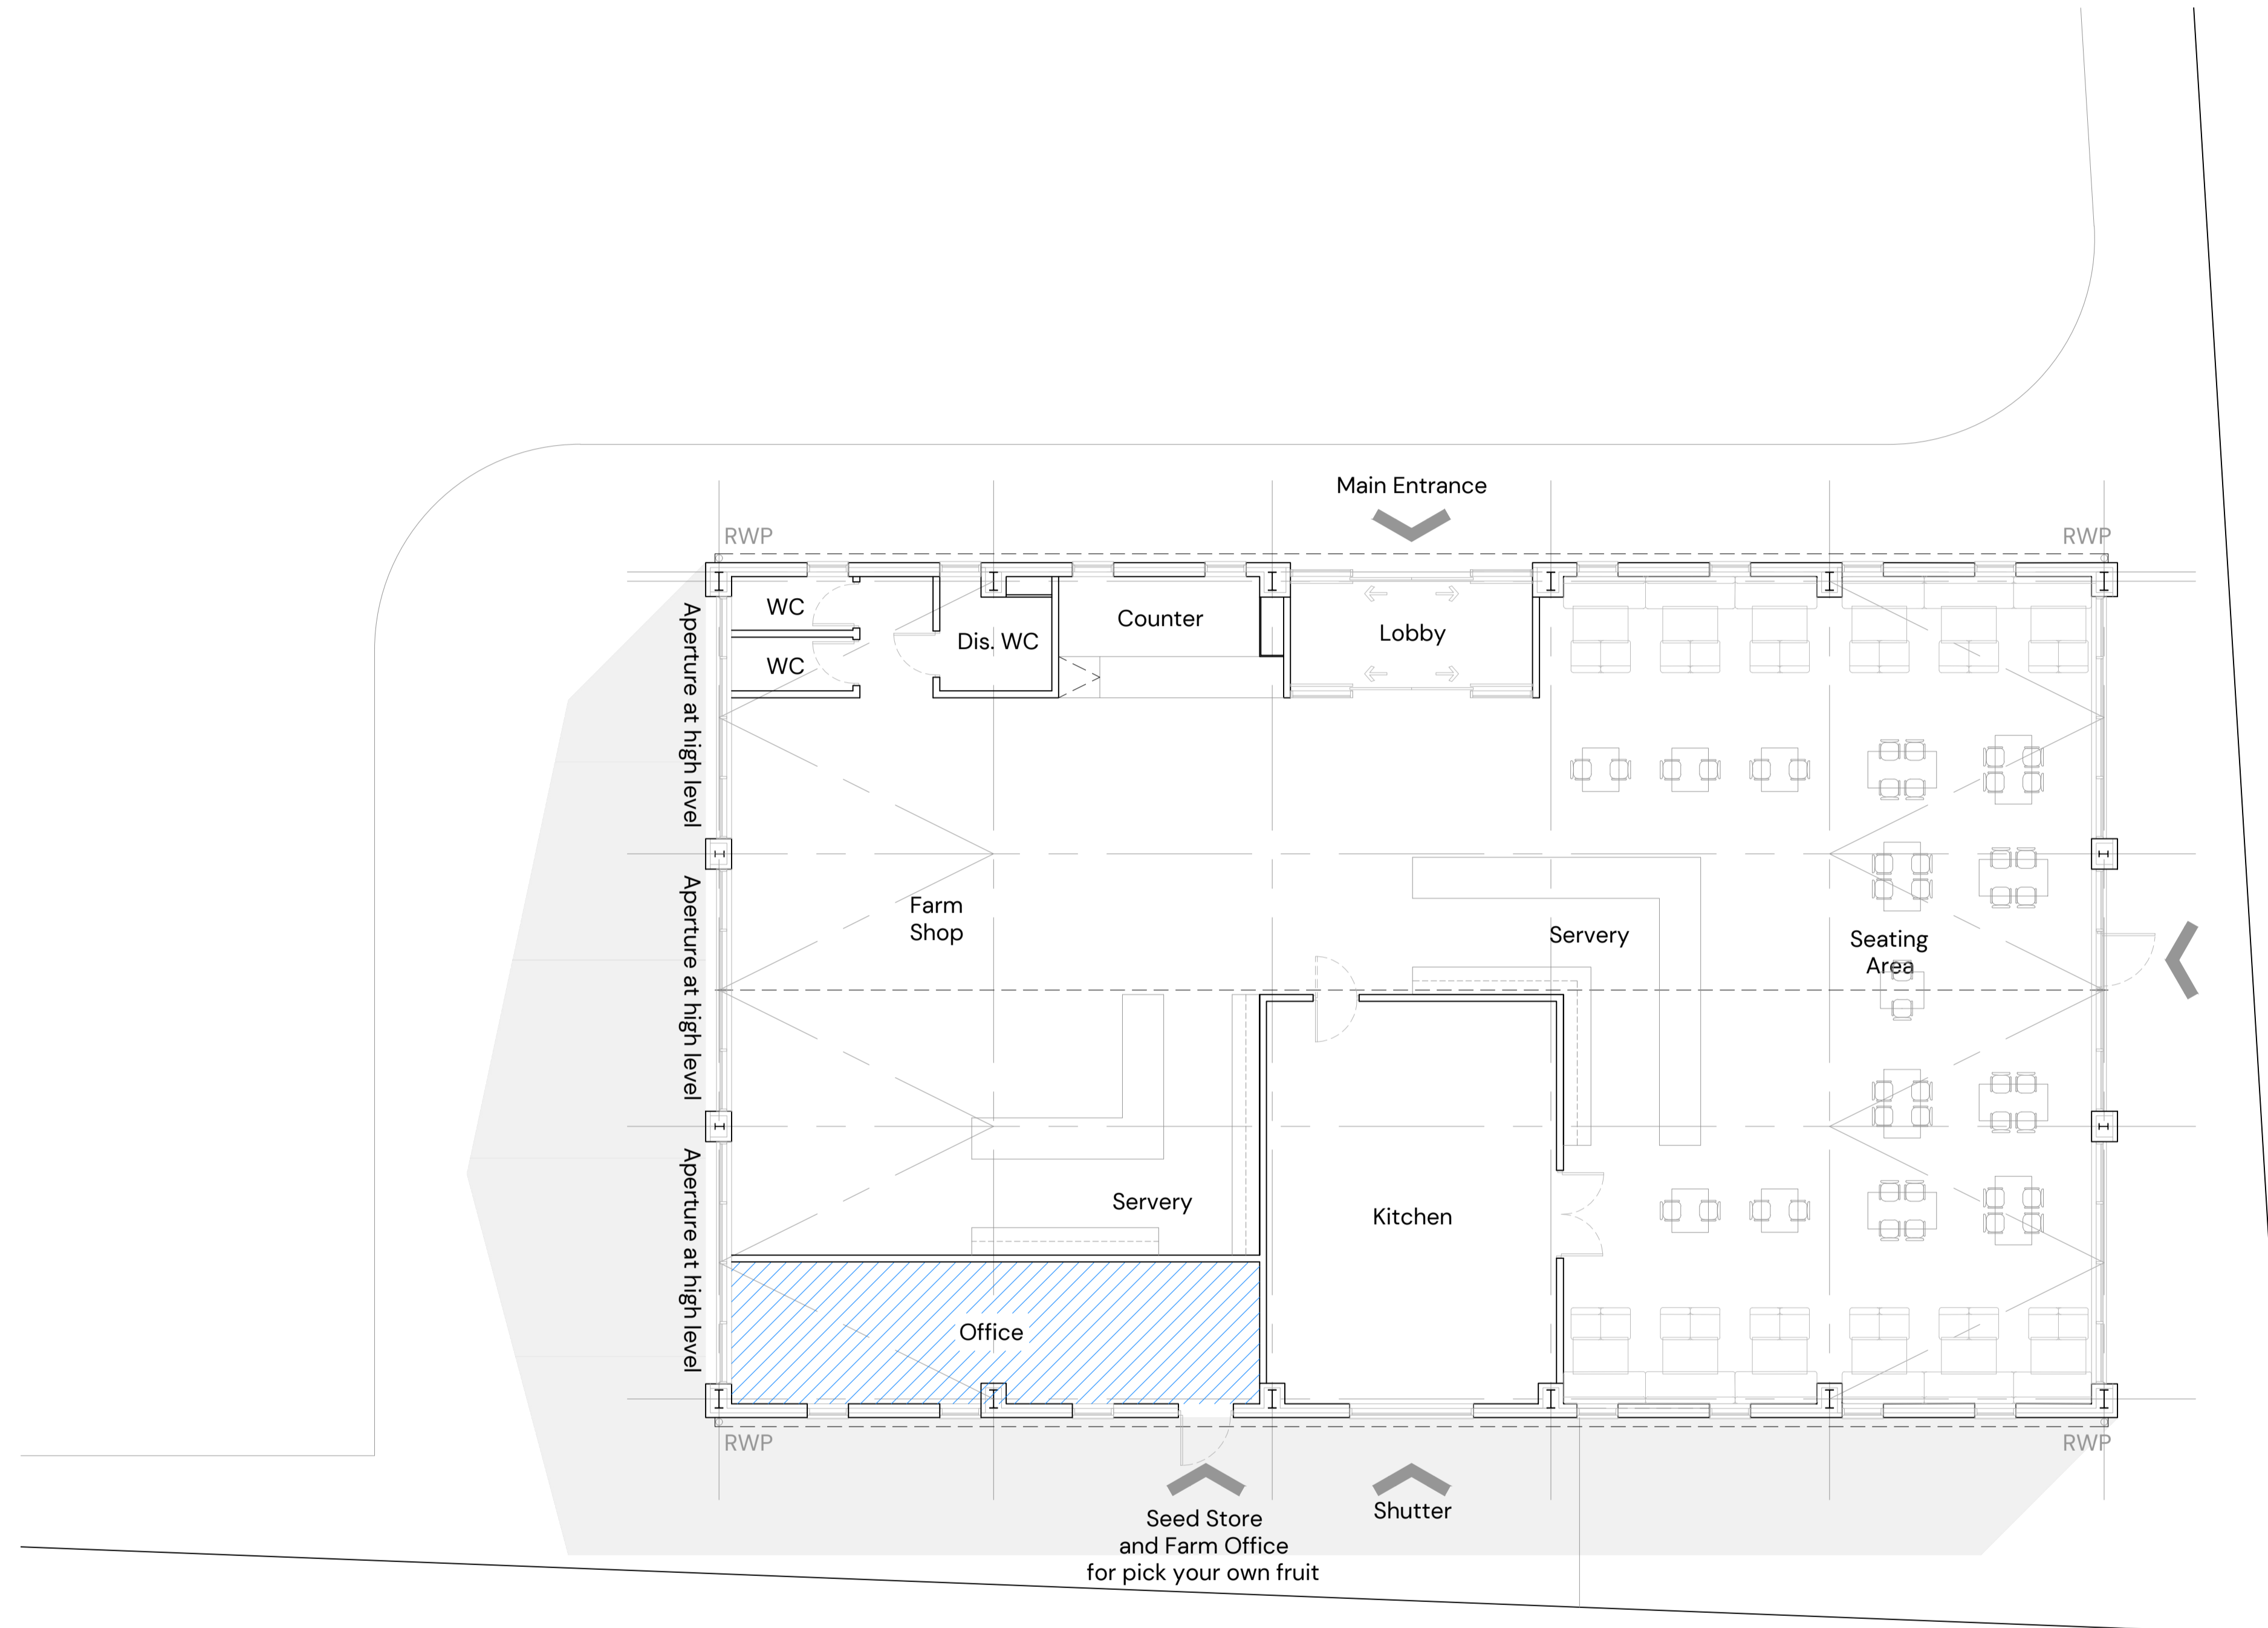 Main Entrance
RWP
RWP
WC
Counter
Lobby
Dis. WC
WC
Aperture at high level
Farm
Shop
Servery
Seating
Area
Aperture at high level
Servery
Kitchen
Aperture at high level
Office
RWP
RWP
Shutter
Seed Store
and Farm Office
for pick your own fruit